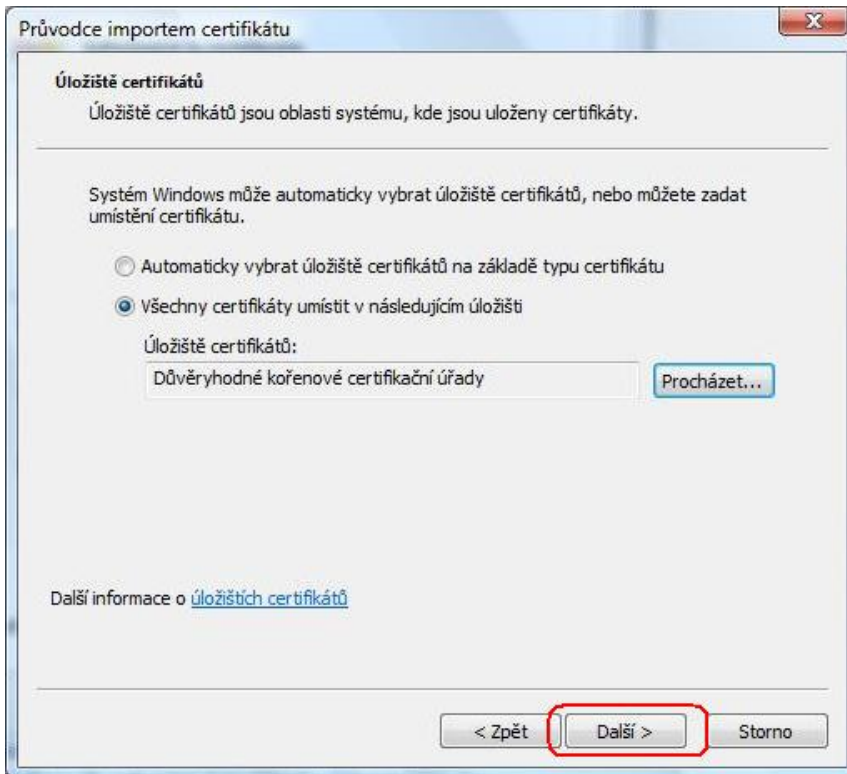 Průvodce importem certifikátu
Úložiště certifikátů
Úložiště certifikátů jsou oblasti systému, kde jsou uloženy certifikáty.
Systém Windows může automaticky vybrat úložiště certifikátů, nebo můžete zadat
umístění certifikátu.
Automaticky vybrat úložiště certifikátů na základě typu certifikátu
Všechny certifikáty umístit v následujícím úložišti
Úložiště certifikátů:
Důvěryhodné kořenové certifikační úřady
Procházet...
Další informace o úložištích certifikátů
< Zpět
Další >
Storno